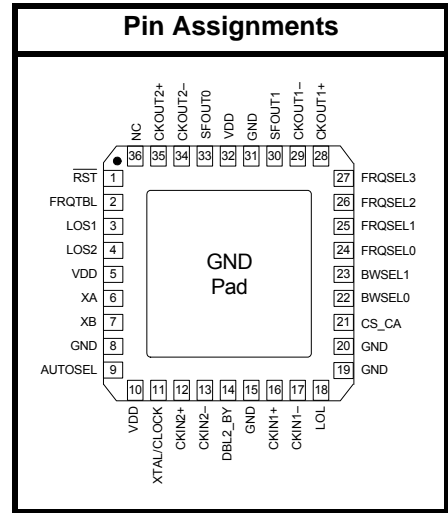 Pin Assignments
NC
CKOUT2+
CKOUT2–
SFOUT0
VDD
GND
SFOUT1
CKOUT1–
CKOUT1+
36 35 34 33 32 31 30 29 28
RST 1
FRQTBL 2
LOS1 3
LOS2 4
VDD 5
XA 6
XB 7
GND 8
AUTOSEL 9
GND
Pad
27 FRQSEL3
26 FRQSEL2
25 FRQSEL1
24 FRQSEL0
23 BWSEL1
22 BWSEL0
21 CS_CA
20 GND
19 GND
10 11 12 13 14 15 16 17 18
VDD
XTAL/CLOCK
CKIN2+
CKIN2–
DBL2_BY
GND
CKIN1+
CKIN1–
LOL